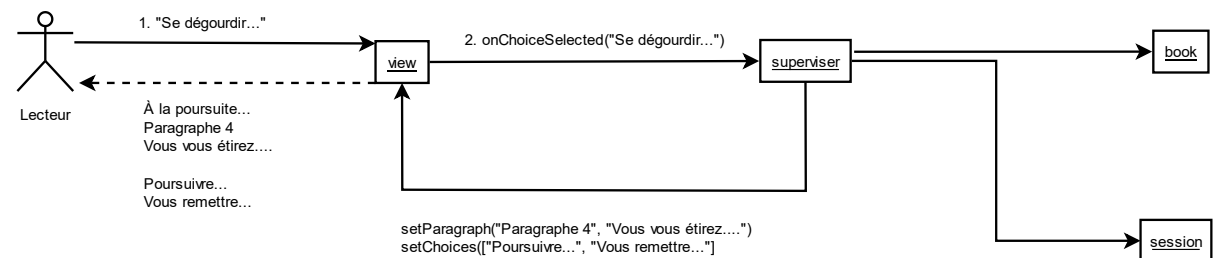 1. "Se dégourdir..."
2. onChoiceSelected("Se dégourdir...")
view
superviser
book
Lecteur
À la poursuite...
Paragraphe 4
Vous vous étirez....
Poursuivre...
Vous remettre...
setParagraph("Paragraphe 4", "Vous vous étirez....")
setChoices(["Poursuivre...", "Vous remettre..."]
session